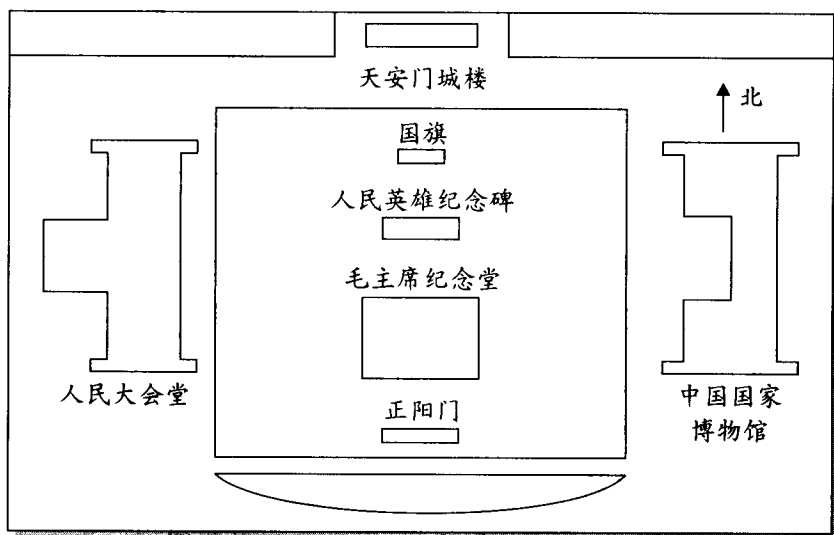 天安门城楼
北
国旗
人民英雄纪念碑
毛主席纪念堂
人民大会堂
正阳门
中国国家
博物馆